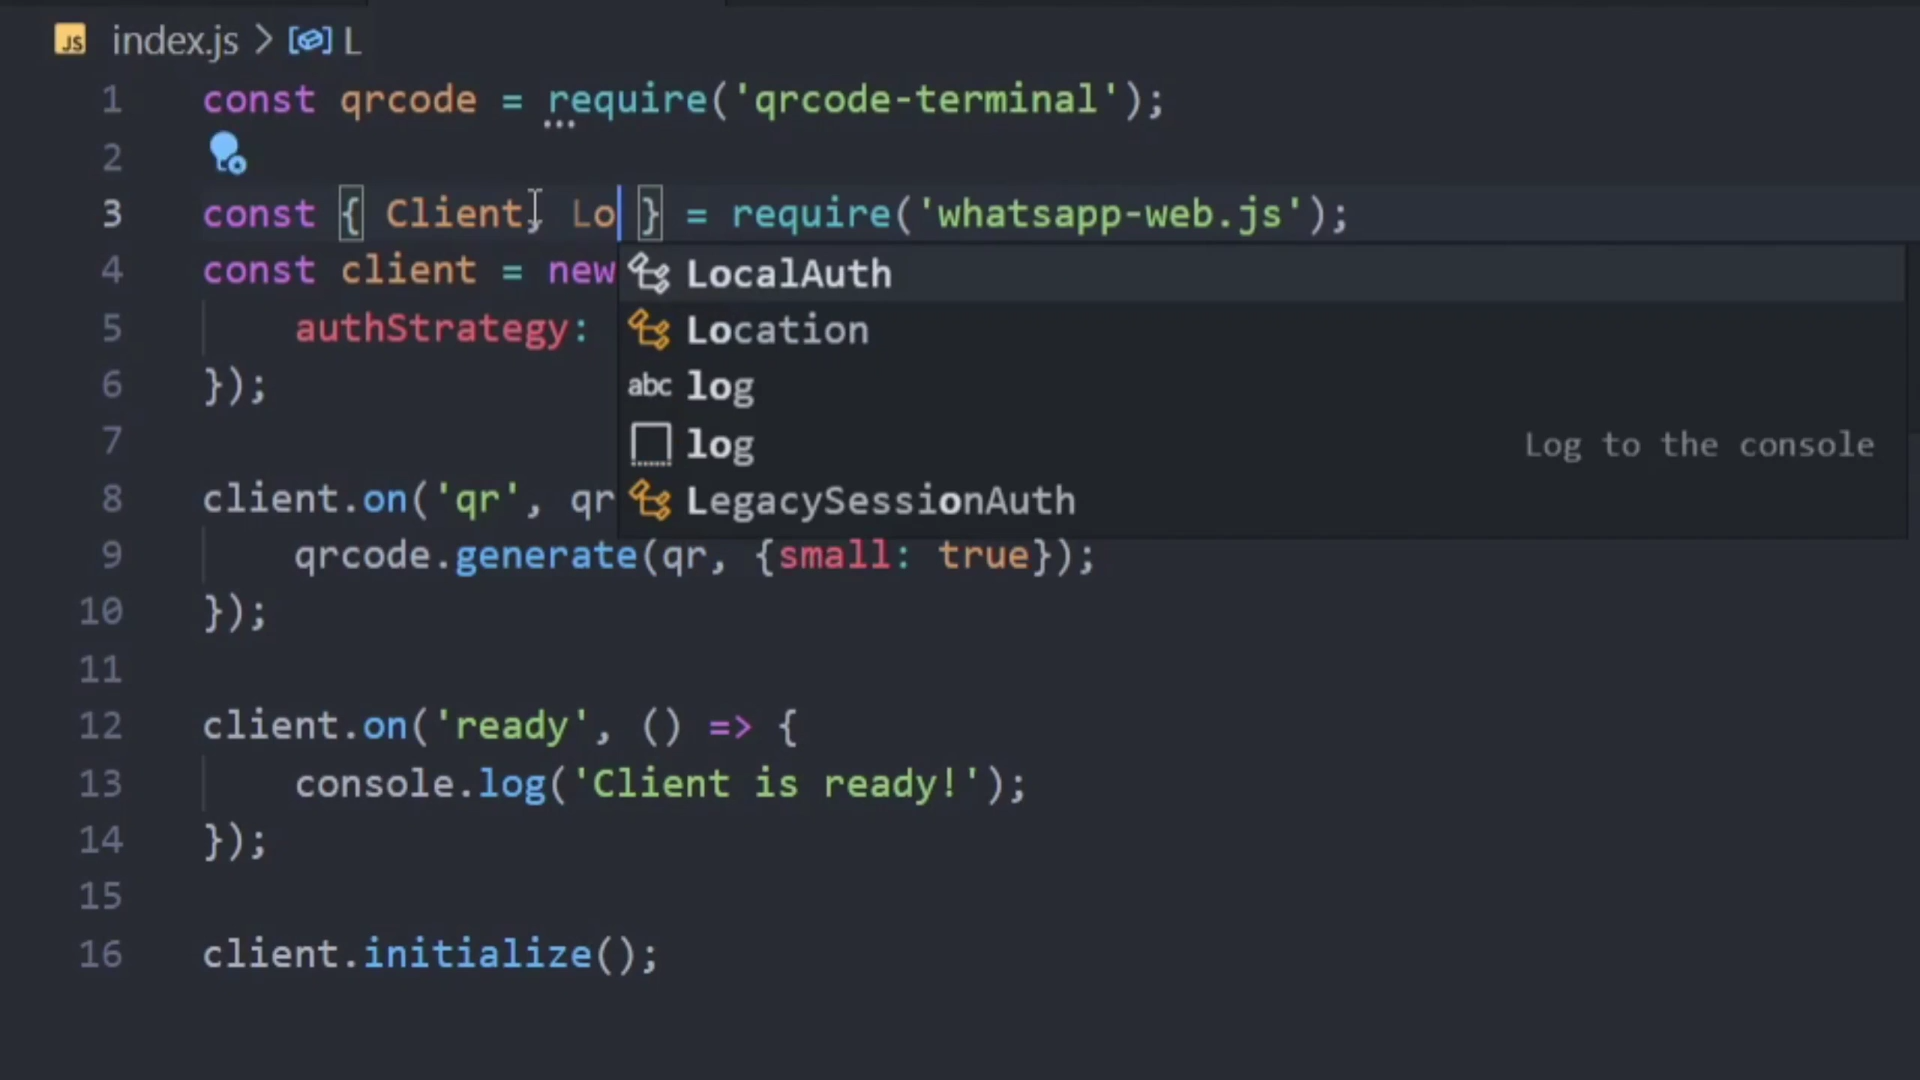 JS index.js > L
1 const qrcode = require('qrcode-terminal');
2
3 const { Client, Lo } = require('whatsapp-web.js');
4 const client = new
LocalAuth
5 authStrategy:
Location
6 });
abc log
7
log Log to the console
8 client.on('qr', qr
LegacySessionAuth
9 qrcode.generate(qr, {small: true});
10 });
11
12 client.on('ready', () => {
13 console.log('Client is ready!');
14 });
15
16 client.initialize();